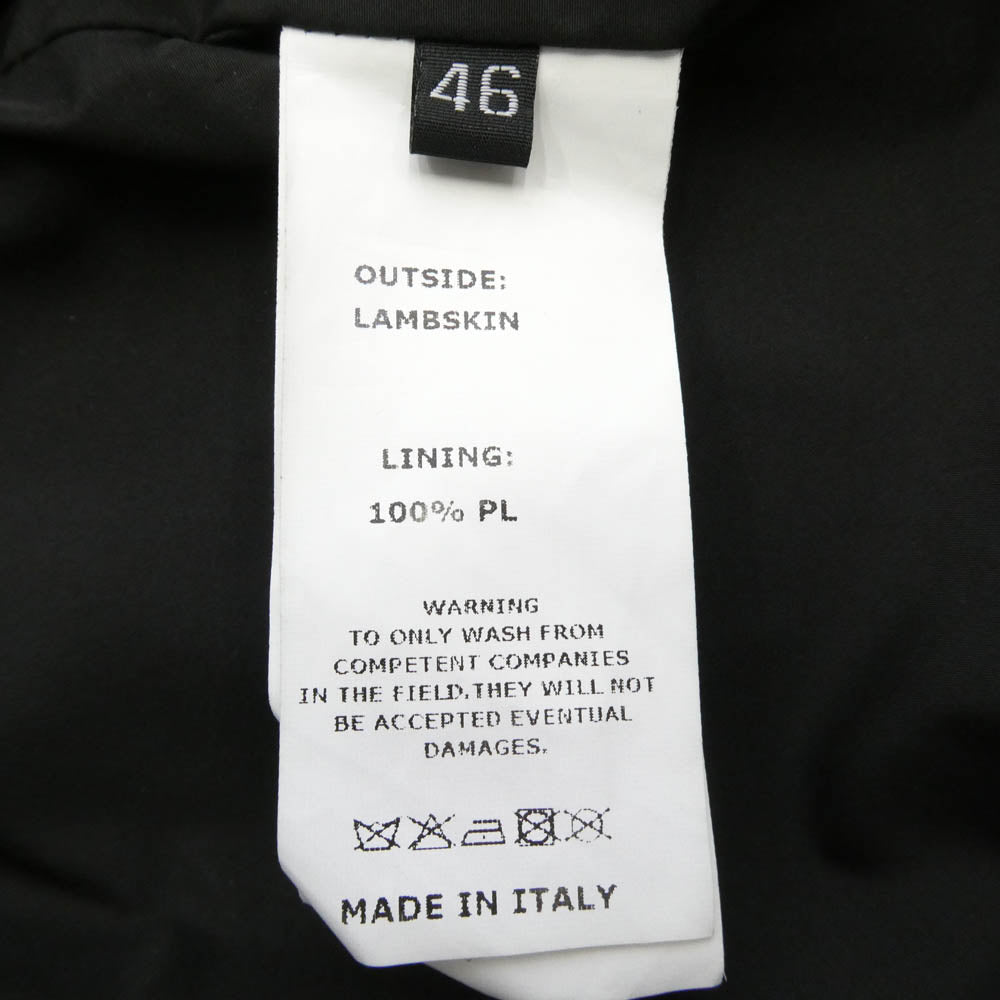 46
OUTSIDE:
LAMBSKIN
LINING:
100% PL
WARNING
TO ONLY WASH FROM
COMPETENT COMPANIES
IN THE FIELD.THEY WILL NOT
BE ACCEPTED EVENTUAL
DAMAGES.
MADE IN ITALY